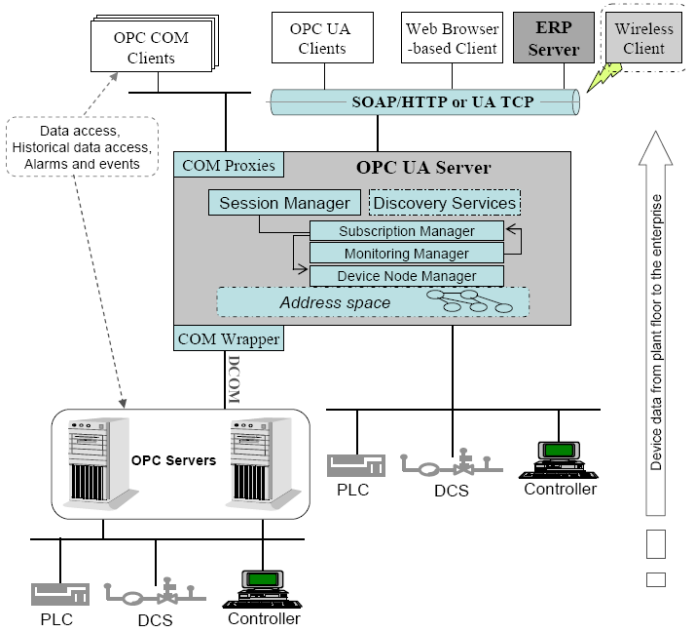 OPC COM
Clients
OPC UA
Clients
Web Browser
-based Client
ERP
Server
Wireless
Client
SOAP/HTTP or UA TCP
Data access,
Historical data access,
Alarms and events
COM Proxies
OPC UA Server
Session Manager
Discovery Services
Subscription Manager
Monitoring Manager
Device Node Manager
Address space
COM Wrapper
DCOM
Device data from plant floor to the enterprise
OPC Servers
PLC
DCS
Controller
PLC
DCS
Controller